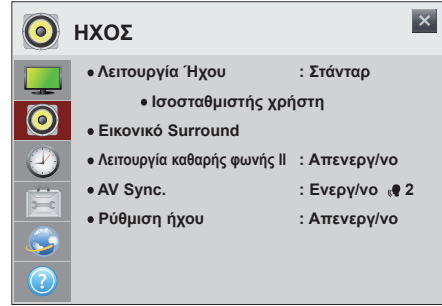 ΗΧΟΣ
• Λειτουργία Ήχου : Στάνταρ
• Ισοσταθμιστής χρήστη
• Εικονικό Surround
• Λειτουργία καθαρής φωνής II : Απενεργ/νο
• AV Sync. : Ενεργ/νο 2
• Ρύθμιση ήχου : Απενεργ/νο